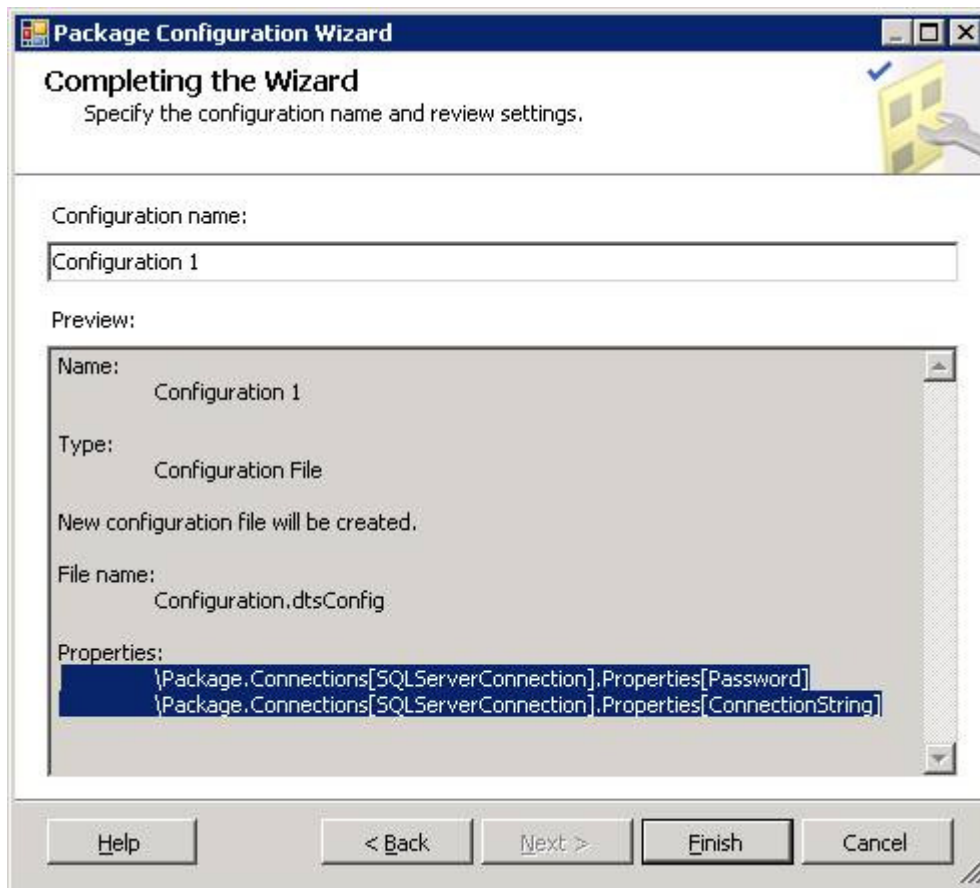 Package Configuration Wizard
Completing the Wizard
Specify the configuration name and review settings.
Configuration name:
Configuration 1
Preview:
Name:
Configuration 1
Type:
Configuration File
New configuration file will be created.
File name:
Configuration.dtsConfig
Properties:
\Package.Connections[SQLServerConnection].Properties[Password]
\Package.Connections[SQLServerConnection].Properties[ConnectionString]
Help
< Back
Next >
Finish
Cancel